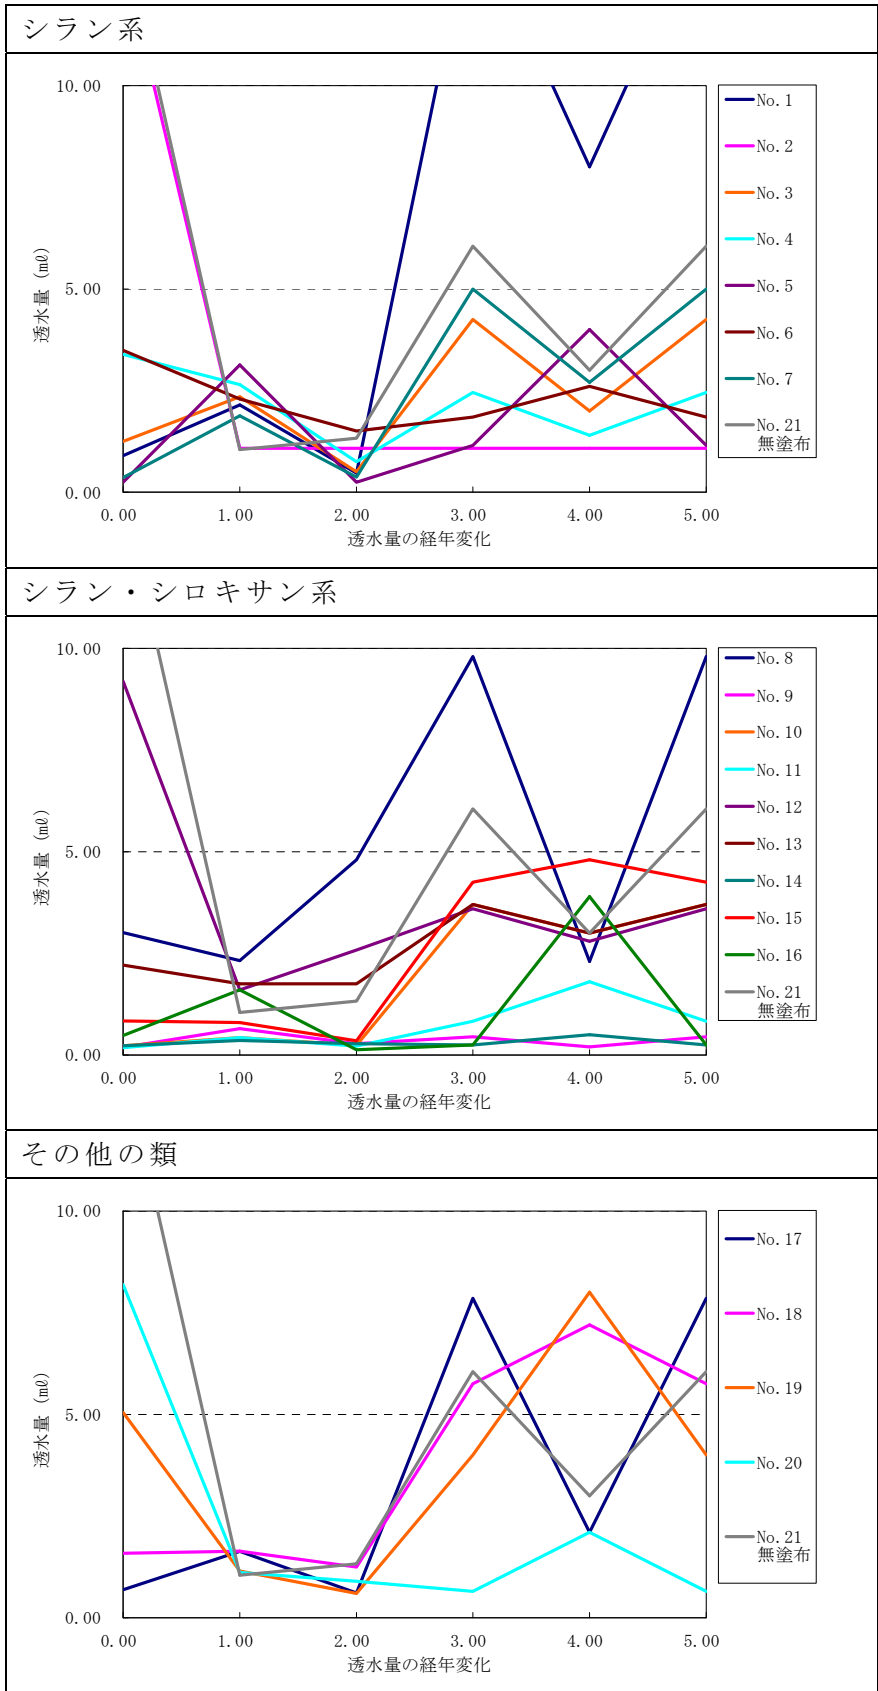 シラン系
10.00
5.00
0.00
透水量 (mℓ)
0.00 1.00 2.00 3.00 4.00 5.00
透水量の経年変化
No.1
No.2
No.3
No.4
No.5
No.6
No.7
No.21
無塗布
シラン・シロキサン系
10.00
5.00
0.00
透水量 (mℓ)
0.00 1.00 2.00 3.00 4.00 5.00
透水量の経年変化
No.8
No.9
No.10
No.11
No.12
No.13
No.14
No.15
No.16
No.21
無塗布
その他の類
10.00
5.00
0.00
透水量 (mℓ)
0.00 1.00 2.00 3.00 4.00 5.00
透水量の経年変化
No.17
No.18
No.19
No.20
No.21
無塗布